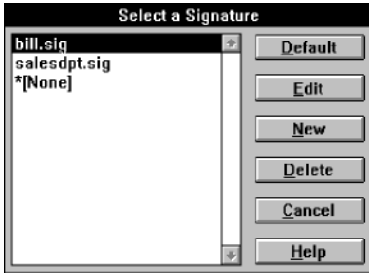 Select a Signature
bill.sig
salesdpt.sig
*[None]
Default
Edit
New
Delete
Cancel
Help